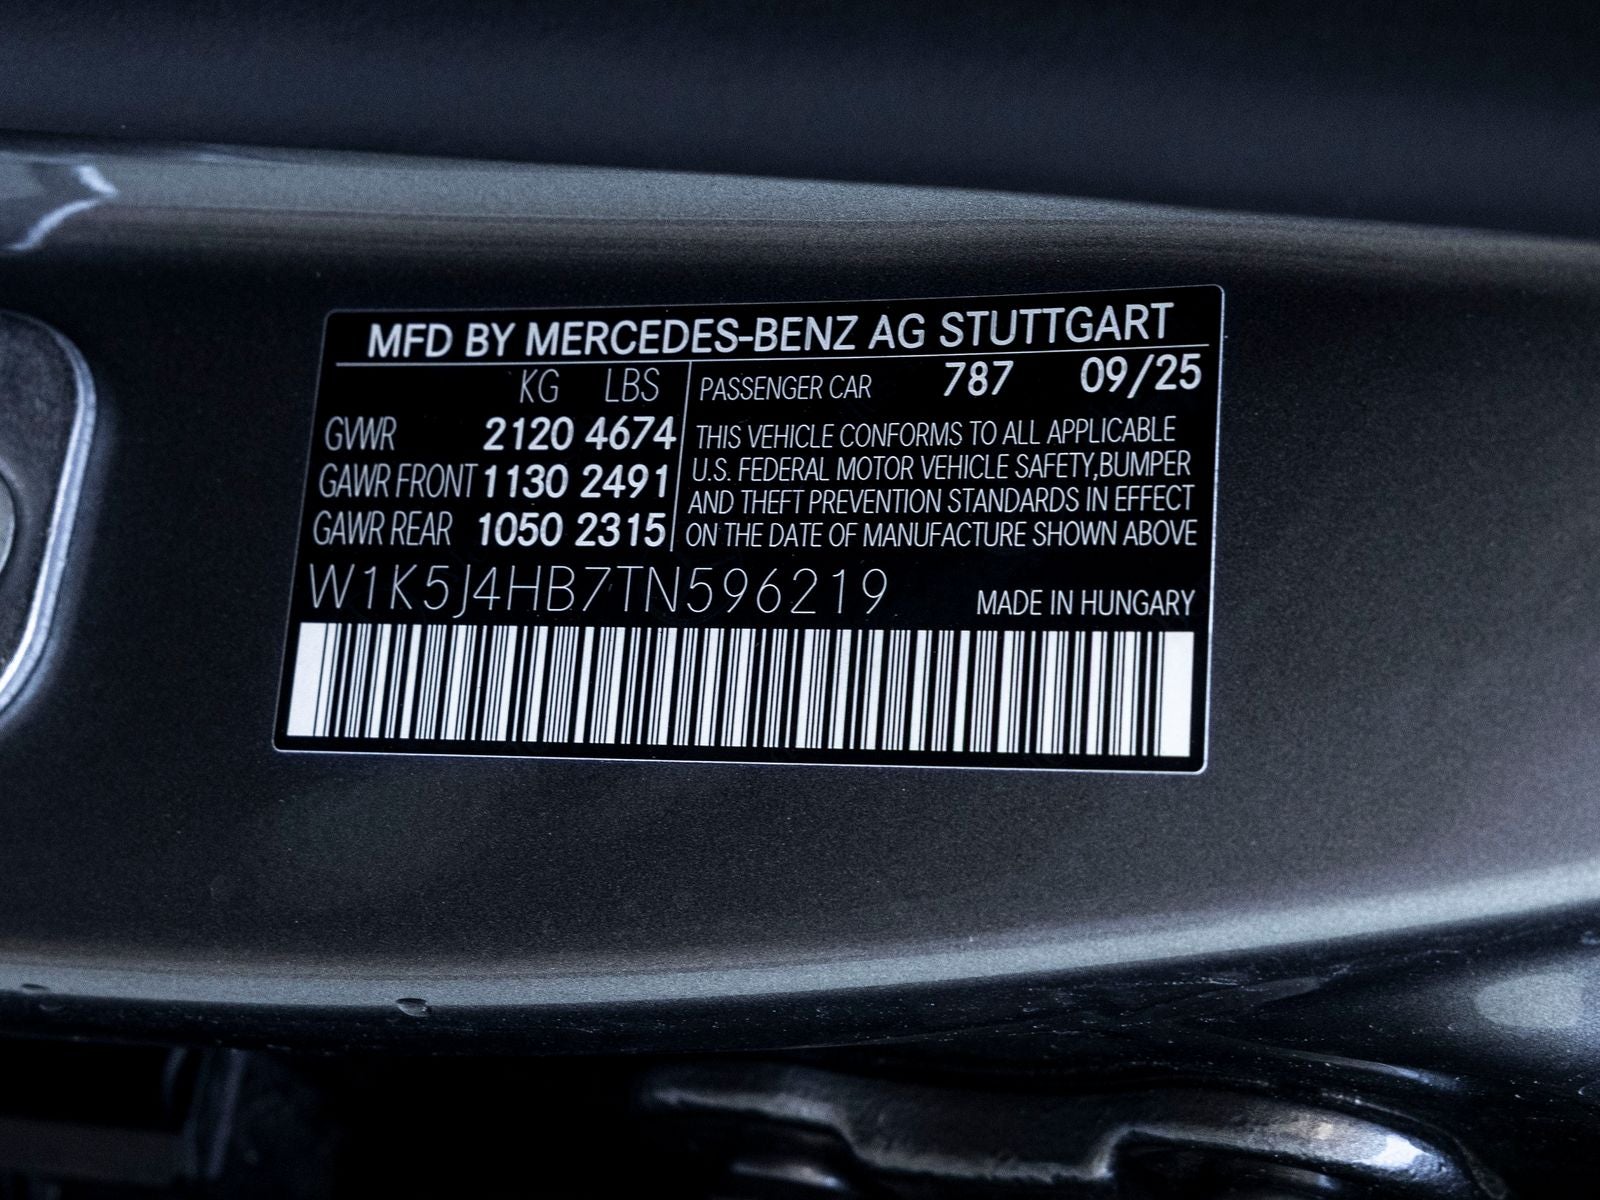 MFD BY MERCEDES-BENZ AG STUTTGART
KG LBS
GVWR 2120 4674
GAWR FRONT 1130 2491
GAWR REAR 1050 2315
PASSENGER CAR 787 09/25
THIS VEHICLE CONFORMS TO ALL APPLICABLE
U.S. FEDERAL MOTOR VEHICLE SAFETY,BUMPER
AND THEFT PREVENTION STANDARDS IN EFFECT
ON THE DATE OF MANUFACTURE SHOWN ABOVE
W1K5J4HB7TN596219
MADE IN HUNGARY